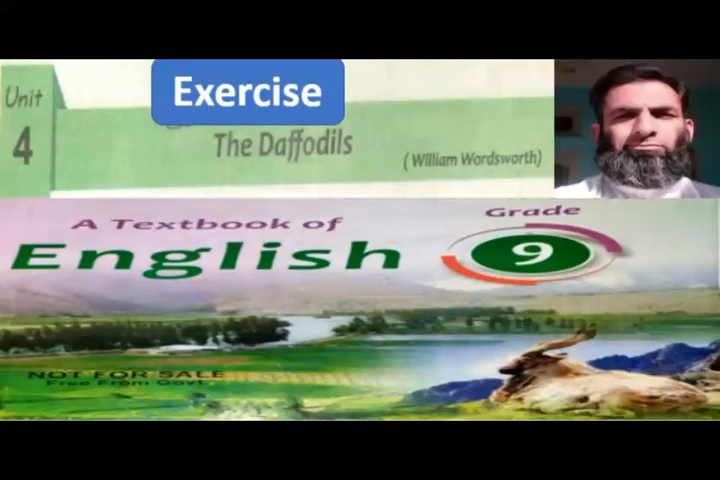 Exercise
Unit
4
The Daffodils
( William Wordsworth)
A Textbook of
English
Grade
9
NOT FOR SALE
Free From Govt.